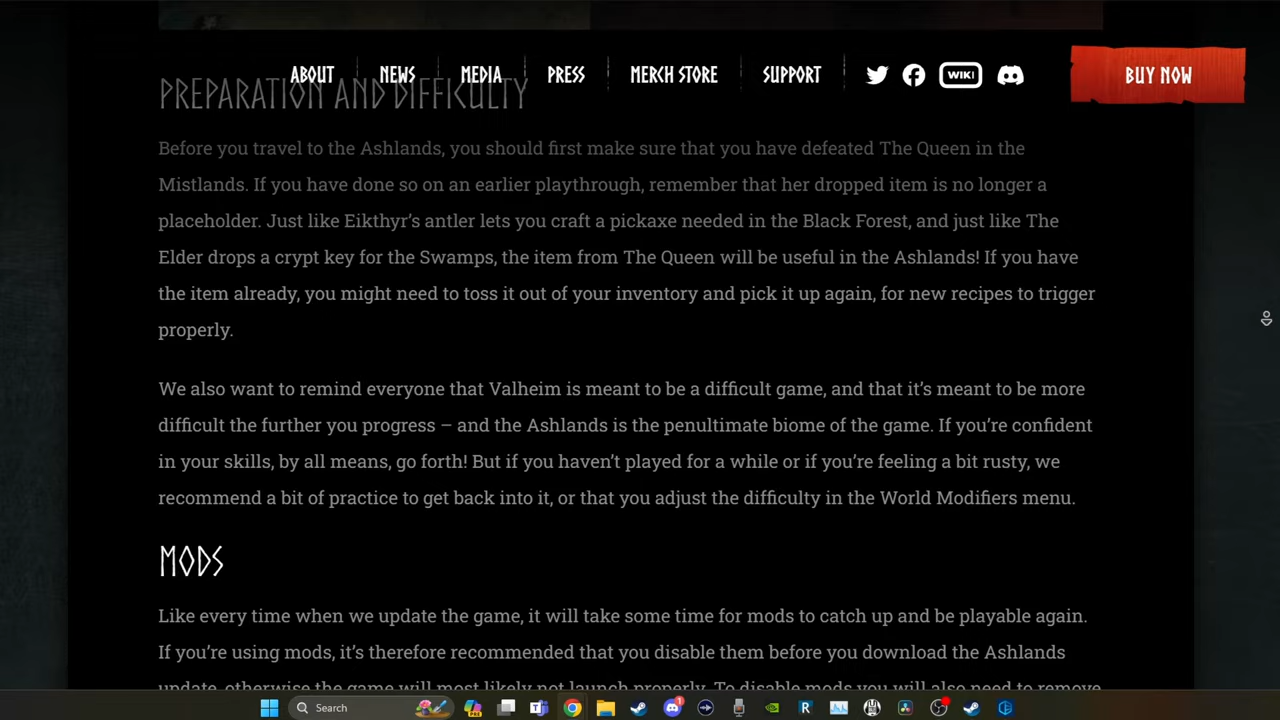 ABOUT
NEWS
MEDIA
PRESS
MERCH STORE
SUPPORT
WIKI
BUY NOW
PREPARATION AND DIFFICULTY
Before you travel to the Ashlands, you should first make sure that you have defeated The Queen in the
Mistlands. If you have done so on an earlier playthrough, remember that her dropped item is no longer a
placeholder. Just like Eikthyr’s antler lets you craft a pickaxe needed in the Black Forest, and just like The
Elder drops a crypt key for the Swamps, the item from The Queen will be useful in the Ashlands! If you have
the item already, you might need to toss it out of your inventory and pick it up again, for new recipes to trigger
properly.
We also want to remind everyone that Valheim is meant to be a difficult game, and that it’s meant to be more
difficult the further you progress – and the Ashlands is the penultimate biome of the game. If you’re confident
in your skills, by all means, go forth! But if you haven’t played for a while or if you’re feeling a bit rusty, we
recommend a bit of practice to get back into it, or that you adjust the difficulty in the World Modifiers menu.
MODS
Like every time when we update the game, it will take some time for mods to catch up and be playable again.
If you’re using mods, it’s therefore recommended that you disable them before you download the Ashlands
update, otherwise the game will most likely not launch properly. To disable mods you will also need to remove
Search